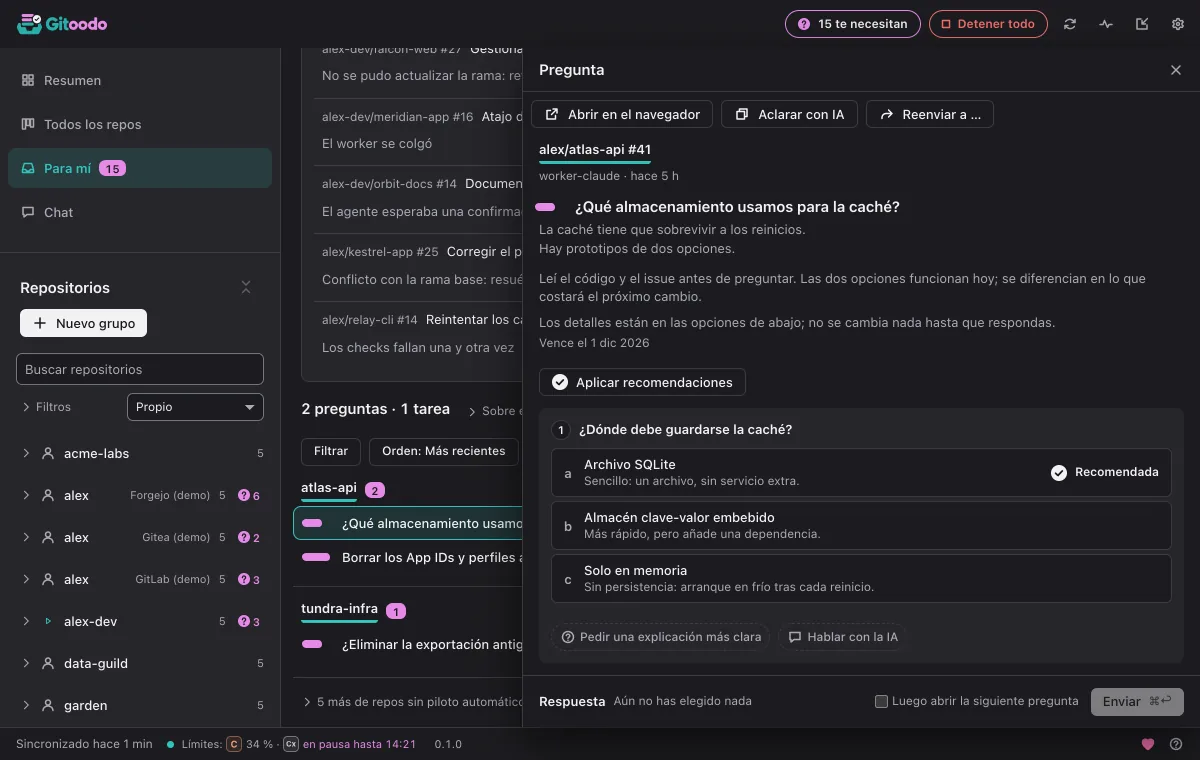 Gitoodo
15 te necesitan
Detener todo
Resumen
Todos los repos
Para mí 15
Chat
Repositorios
Nuevo grupo
Buscar repositorios
Filtros
Propio
acme-labs 5
alex Forgejo (demo) 5 ? 6
alex Gitea (demo) 5 ? 2
alex GitLab (demo) 5 ? 3
alex-dev 5 ? 3
data-guild 5
garden 5
alex-dev/falcon-web #27 Gestiona
No se pudo actualizar la rama:
alex-dev/meridian-app #16 Atajo
El worker se colgó
alex-dev/orbit-docs #14 Documen
El agente esperaba una confirma
alex/kestrel-app #25 Corregir el
Conflicto con la rama base: resué
alex/relay-cli #14 Reintentar los
Los checks fallan una y otra vez
2 preguntas · 1 tarea
Sobre
Filtrar
Orden: Más recientes
atlas-api 2
¿Qué almacenamiento usamo
Borrar los App IDs y perfiles
tundra-infra 1
¿Eliminar la exportación antig
5 más de repos sin piloto automátic
Pregunta
Abrir en el navegador
Aclarar con IA
Reenviar a ...
alex/atlas-api #41
worker-claude · hace 5 h
¿Qué almacenamiento usamos para la caché?
La caché tiene que sobrevivir a los reinicios.
Hay prototipos de dos opciones.
Leí el código y el issue antes de preguntar. Las dos opciones funcionan hoy; se diferencian en lo que
costará el próximo cambio.
Los detalles están en las opciones de abajo; no se cambia nada hasta que respondas.
Vence el 1 dic 2026
Aplicar recomendaciones
1 ¿Dónde debe guardarse la caché?
a Archivo SQLite
Sencillo: un archivo, sin servicio extra.
Recomendada
b Almacén clave-valor embebido
Más rápido, pero añade una dependencia.
c Solo en memoria
Sin persistencia: arranque en frío tras cada reinicio.
Pedir una explicación más clara
Hablar con la IA
Respuesta Aún no has elegido nada
Luego abrir la siguiente pregunta
Enviar ⌘↩
Sincronizado hace 1 min
Límites: C 34 % · Cx en pausa hasta 14:21
0.1.0